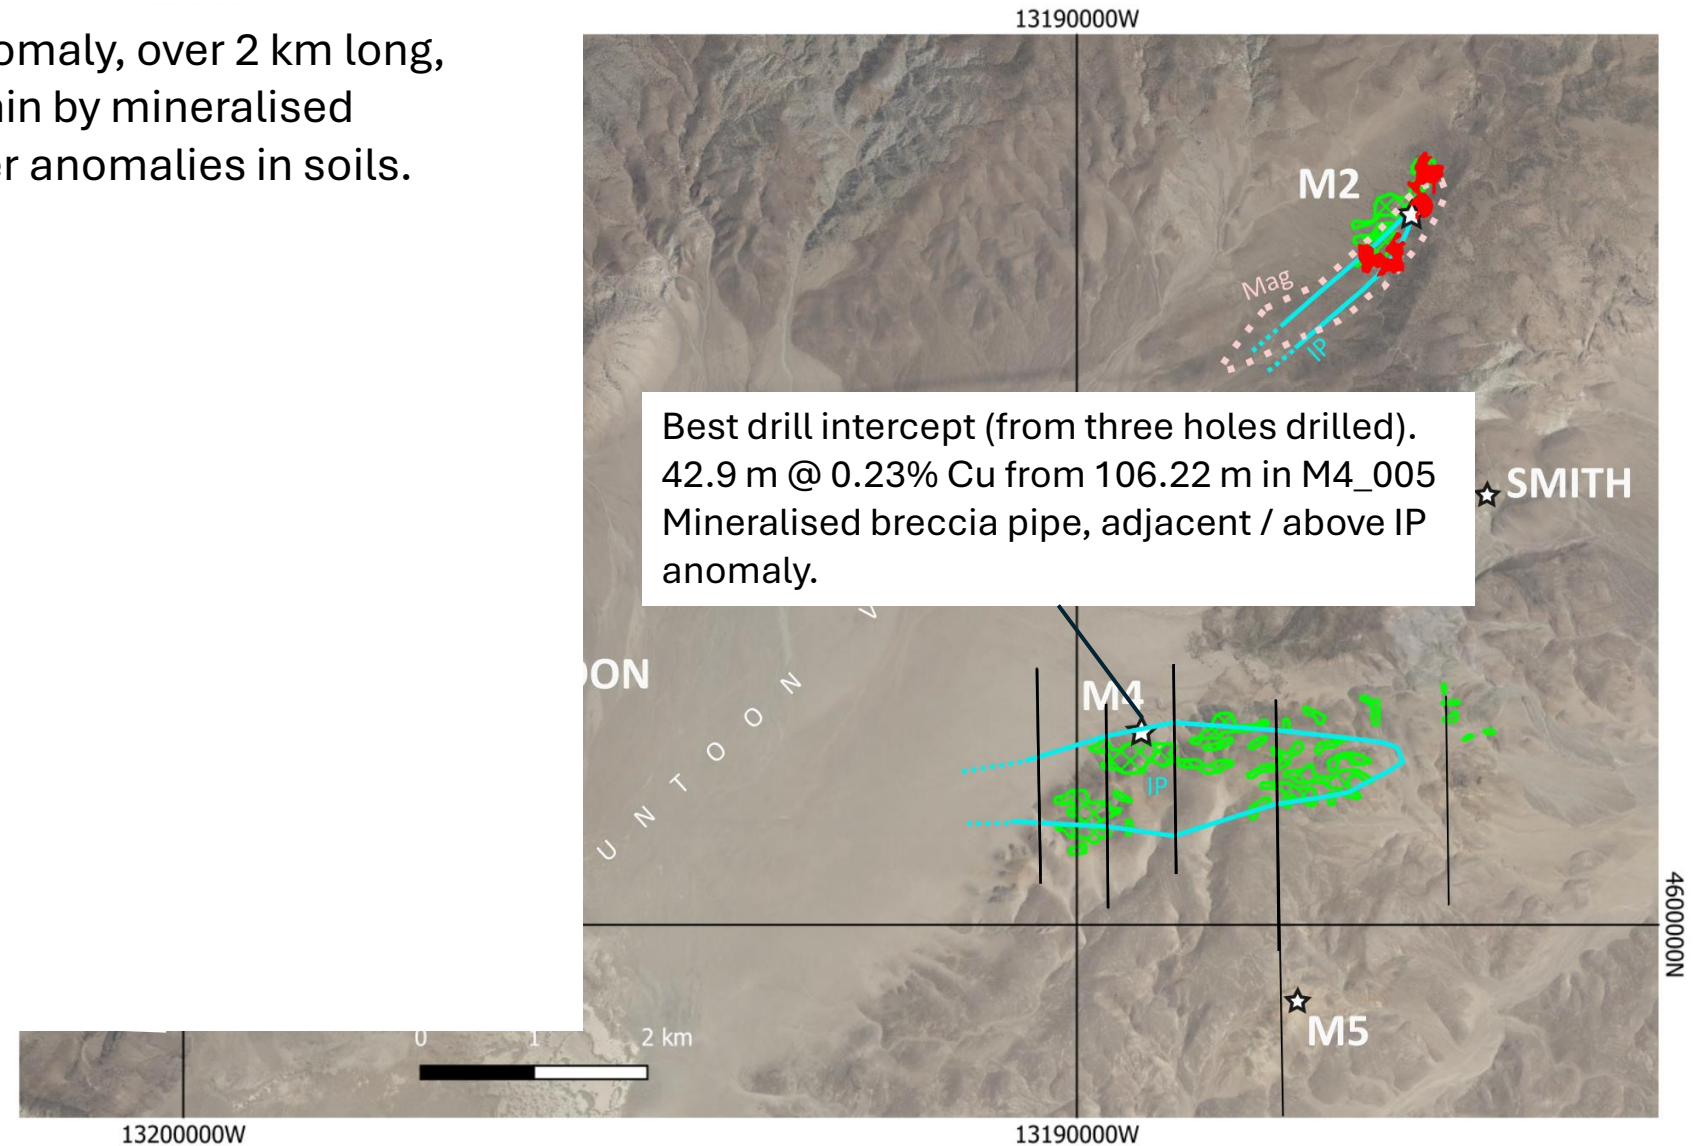 13190000W
omaly, over 2 km long,
in by mineralised
r anomalies in soils.
M2
Mag
IP
Best drill intercept (from three holes drilled).
42.9 m @ 0.23% Cu from 106.22 m in M4_005
Mineralised breccia pipe, adjacent / above IP
anomaly.
SMITH
V
OON
M4
IP
U N T O O N
4600000N
M5
0 1 2 km
13200000W
13190000W